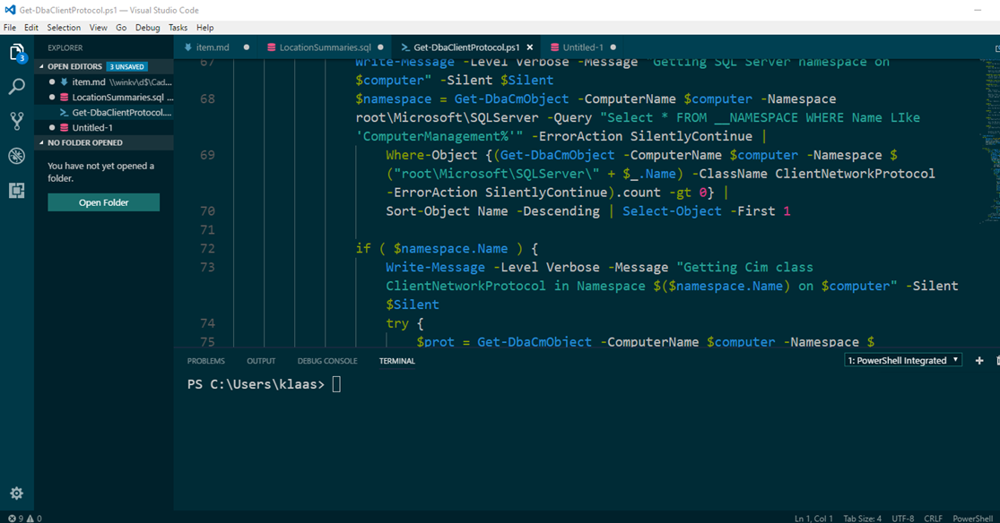 Get-DbaClientProtocol.ps1 — Visual Studio Code
File Edit Selection View Go Debug Tasks Help
EXPLORER
OPEN EDITORS 3 UNSAVED
item.md \\winkv\d$\Cad...
LocationSummaries.sql ...
Get-DbaClientProtocol....
Untitled-1
NO FOLDER OPENED
You have not yet opened a
folder.
Open Folder
3
item.md LocationSummaries.sql Get-DbaClientProtocol.ps1 Untitled-1
67 Write-Message -Level Verbose -Message "Getting SQL Server namespace on
$computer" -Silent $Silent
68 $namespace = Get-DbaCmObject -ComputerName $computer -Namespace
root\Microsoft\SQLServer -Query "Select * FROM __NAMESPACE WHERE Name LIke
'ComputerManagement%'" -ErrorAction SilentlyContinue |
69 Where-Object {(Get-DbaCmObject -ComputerName $computer -Namespace $
("root\Microsoft\SQLServer\" + $_.Name) -ClassName ClientNetworkProtocol
-ErrorAction SilentlyContinue).count -gt 0} |
70 Sort-Object Name -Descending | Select-Object -First 1
71
72 if ( $namespace.Name ) {
73 Write-Message -Level Verbose -Message "Getting Cim class
ClientNetworkProtocol in Namespace $($namespace.Name) on $computer" -Silent
$Silent
74 try {
75 $prot = Get-DbaCmObject -ComputerName $computer -Namespace $
PROBLEMS OUTPUT DEBUG CONSOLE TERMINAL 1: PowerShell Integrated
PS C:\Users\klaas>
9 0 Ln 1, Col 1 Tab Size: 4 UTF-8 CRLF PowerShell